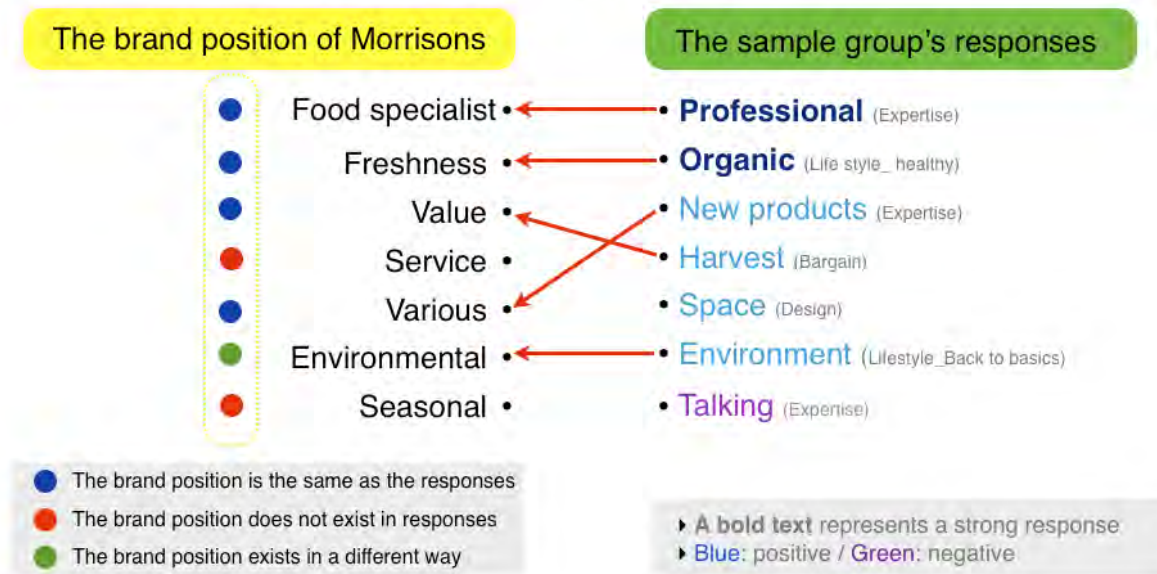 The brand position of Morrisons
The sample group's responses
Food specialist •
• Professional (Expertise)
Freshness •
• Organic (Life style_ healthy)
Value •
• New products (Expertise)
Service •
• Harvest (Bargain)
Various •
• Space (Design)
Environmental •
• Environment (Lifestyle_Back to basics)
Seasonal •
• Talking (Expertise)
The brand position is the same as the responses
The brand position does not exist in responses
The brand position exists in a different way
A bold text represents a strong response
Blue: positive / Green: negative